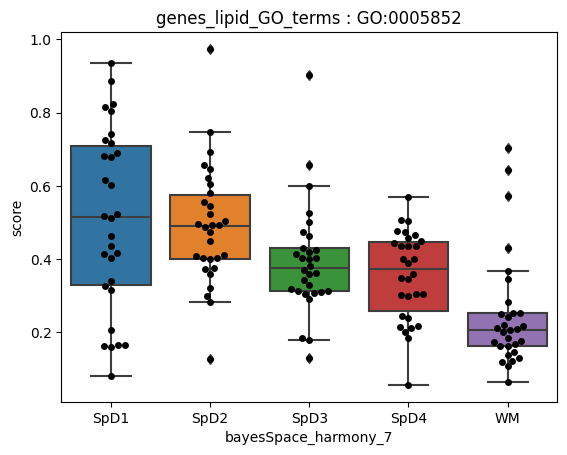 genes_lipid_GO_terms : GO:0005852
1.0
0.8
0.6
0.4
0.2
score
SpD1 SpD2 SpD3 SpD4 WM
bayesSpace_harmony_7